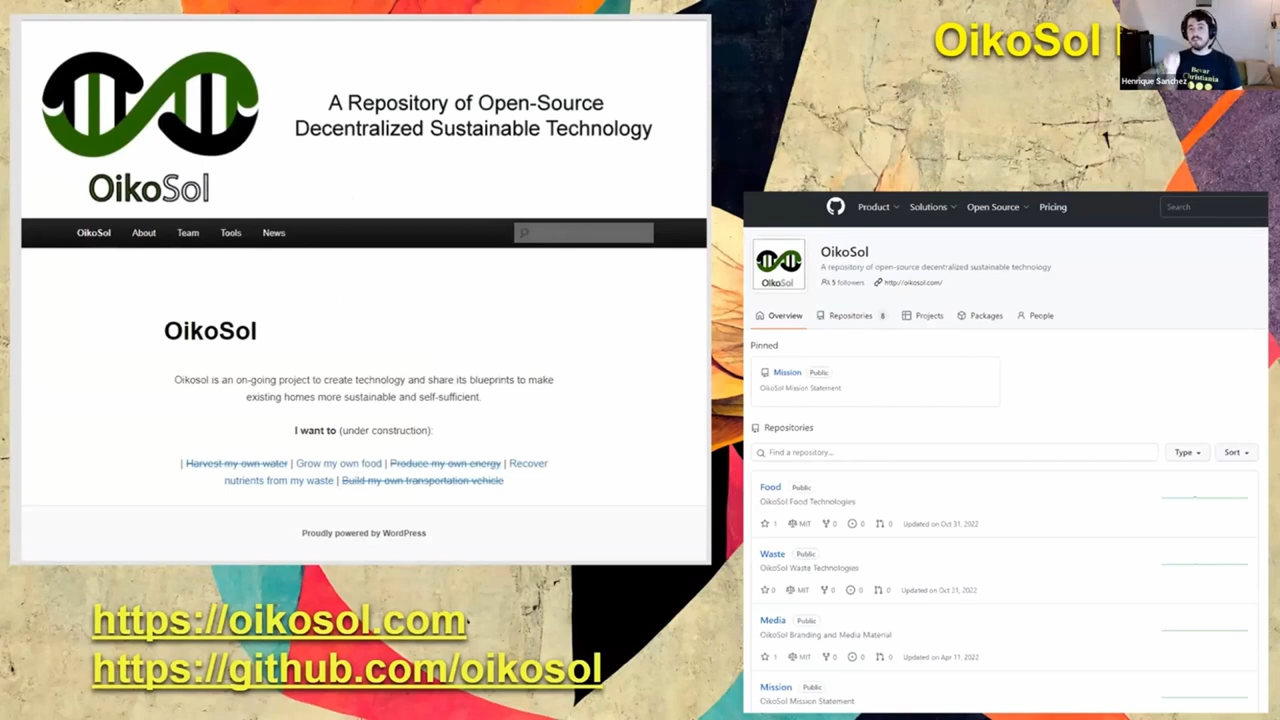 OikoSol
Henrique Sanchez
Bevar
Christiania
A Repository of Open-Source
Decentralized Sustainable Technology
OikoSol
OikoSol About Team Tools News
OikoSol
Oikosol is an on-going project to create technology and share its blueprints to make
existing homes more sustainable and self-sufficient.
I want to (under construction):
| Harvest my own water | Grow my own food | Produce my own energy | Recover
nutrients from my waste | Build my own transportation vehicle
Proudly powered by WordPress
https://oikosol.com
https://github.com/oikosol
Product Solutions Open Source Pricing Search
OikoSol
OikoSol
A repository of open-source decentralized sustainable technology
5 followers http://oikosol.com/
Overview Repositories 8 Projects Packages People
Pinned
Mission Public
OikoSol Mission Statement
Repositories
Find a repository... Type Sort
Food Public
OikoSol Food Technologies
1 MIT 0 0 0 Updated on Oct 31, 2022
Waste Public
OikoSol Waste Technologies
0 MIT 0 0 0 Updated on Oct 31, 2022
Media Public
OikoSol Branding and Media Material
1 MIT 0 0 0 Updated on Apr 11, 2022
Mission Public
OikoSol Mission Statement